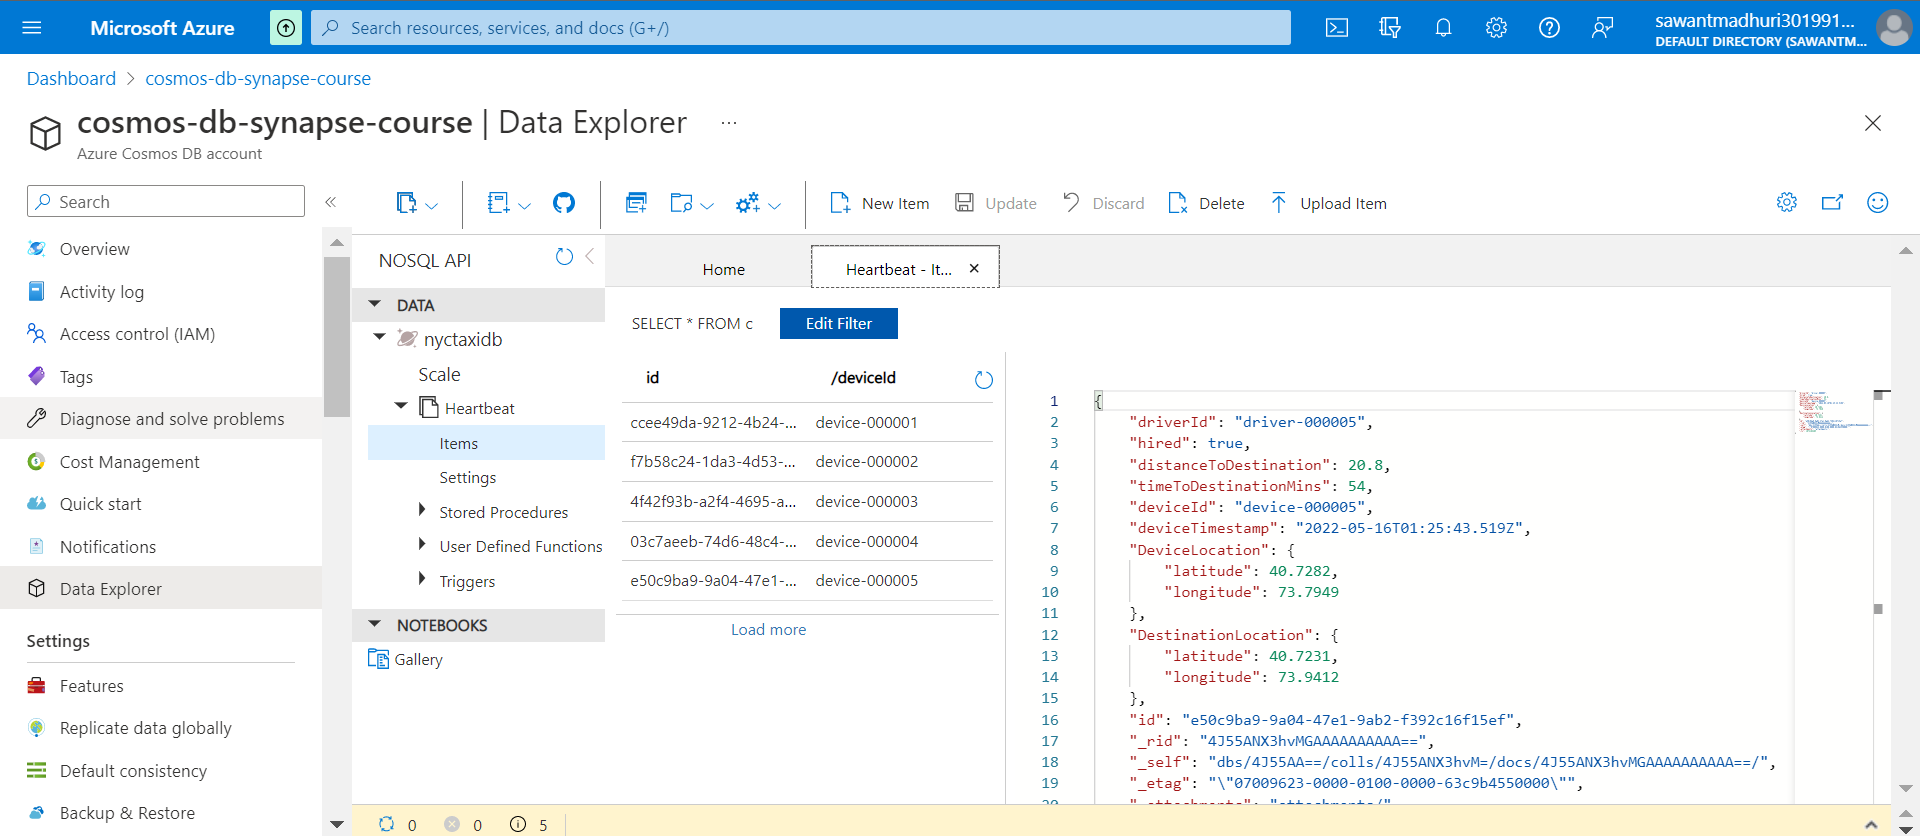 Microsoft Azure
Search resources, services, and docs (G+/)
sawantmadhuri301991...
DEFAULT DIRECTORY (SAWANTM...
Dashboard > cosmos-db-synapse-course
cosmos-db-synapse-course | Data Explorer ...
Azure Cosmos DB account
Search
«
Overview
Activity log
Access control (IAM)
Tags
Diagnose and solve problems
Cost Management
Quick start
Notifications
Data Explorer
Settings
Features
Replicate data globally
Default consistency
Backup & Restore
New Item
Update
Discard
Delete
Upload Item
NOSQL API
DATA
nyctaxidb
Scale
Heartbeat
Items
Settings
Stored Procedures
User Defined Functions
Triggers
NOTEBOOKS
Gallery
Home
Heartbeat - It...
SELECT * FROM c
Edit Filter
id /deviceId
ccee49da-9212-4b24-... device-000001
f7b58c24-1da3-4d53-... device-000002
4f42f93b-a2f4-4695-a... device-000003
03c7aeeb-74d6-48c4-... device-000004
e50c9ba9-9a04-47e1-... device-000005
Load more
1 {
2 "driverId": "driver-000005",
3 "hired": true,
4 "distanceToDestination": 20.8,
5 "timeToDestinationMins": 54,
6 "deviceId": "device-000005",
7 "deviceTimestamp": "2022-05-16T01:25:43.519Z",
8 "DeviceLocation": {
9 "latitude": 40.7282,
10 "longitude": 73.7949
11 },
12 "DestinationLocation": {
13 "latitude": 40.7231,
14 "longitude": 73.9412
15 },
16 "id": "e50c9ba9-9a04-47e1-9ab2-f392c16f15ef",
17 "_rid": "4J55ANX3hvMGAAAAAAAAAA==",
18 "_self": "dbs/4J55AA==/colls/4J55ANX3hvM=/docs/4J55ANX3hvMGAAAAAAAAAA==/",
19 "_etag": "\"07009623-0000-0100-0000-63c9b4550000\"",
20 "_attachments": "attachments/"
0 0 5